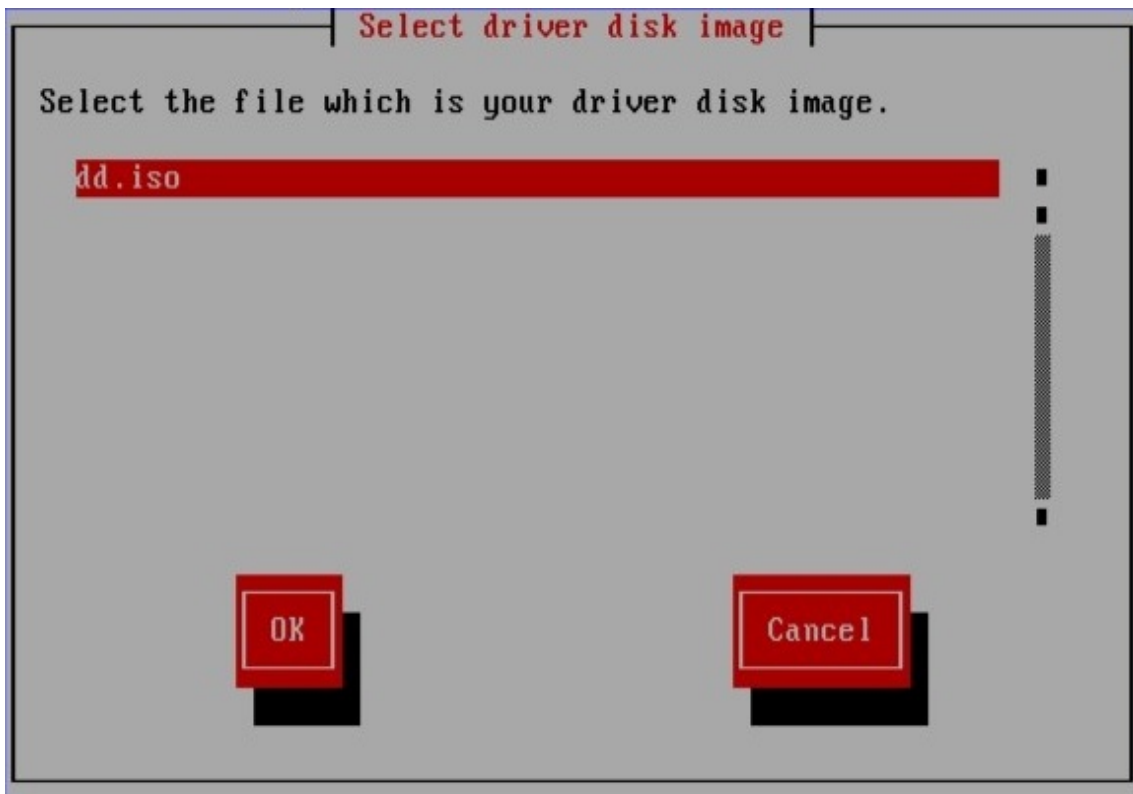 Select driver disk image
Select the file which is your driver disk image.
dd.iso
OK
Cancel